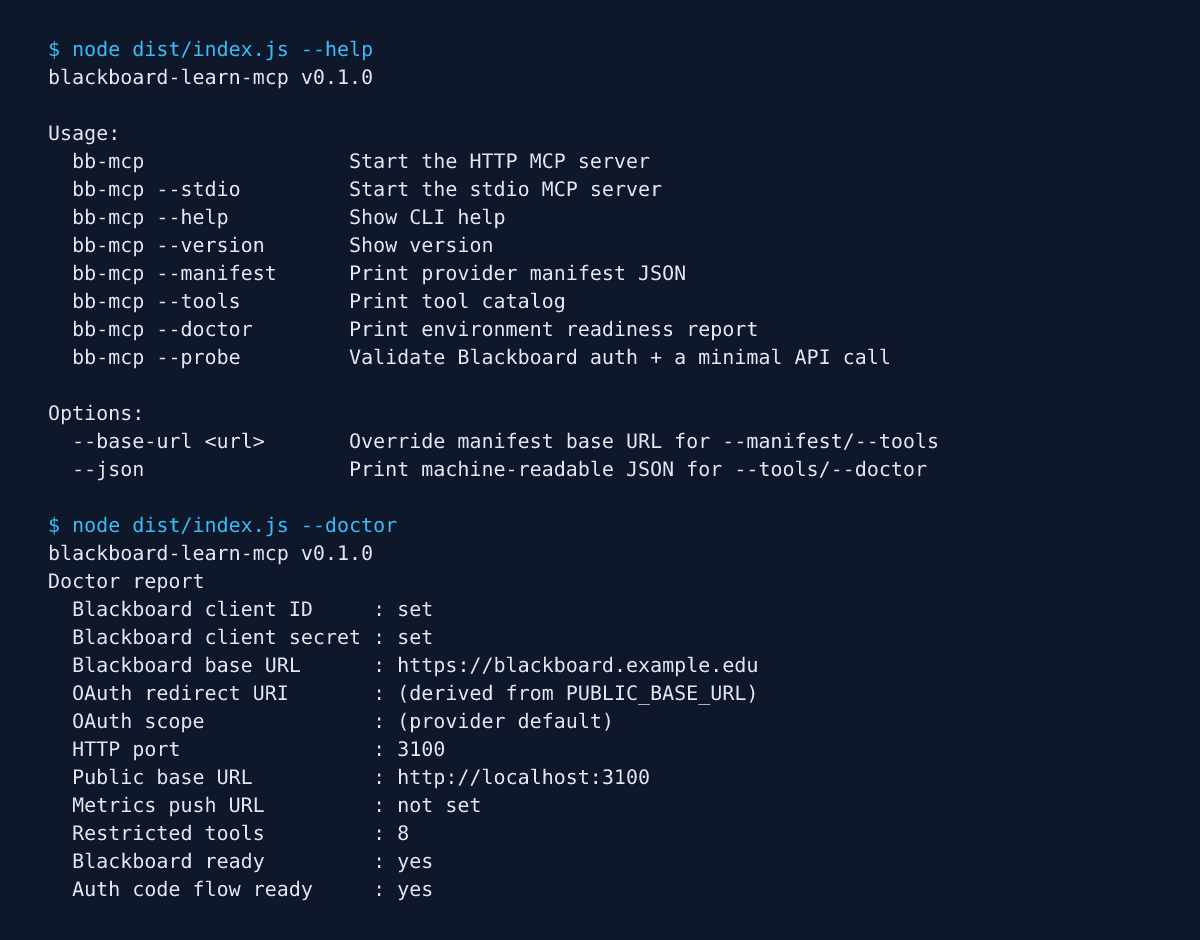 $ node dist/index.js --help
blackboard-learn-mcp v0.1.0
Usage:
bb-mcp Start the HTTP MCP server
bb-mcp --stdio Start the stdio MCP server
bb-mcp --help Show CLI help
bb-mcp --version Show version
bb-mcp --manifest Print provider manifest JSON
bb-mcp --tools Print tool catalog
bb-mcp --doctor Print environment readiness report
bb-mcp --probe Validate Blackboard auth + a minimal API call
Options:
--base-url <url> Override manifest base URL for --manifest/--tools
--json Print machine-readable JSON for --tools/--doctor
$ node dist/index.js --doctor
blackboard-learn-mcp v0.1.0
Doctor report
Blackboard client ID : set
Blackboard client secret : set
Blackboard base URL : https://blackboard.example.edu
OAuth redirect URI : (derived from PUBLIC_BASE_URL)
OAuth scope : (provider default)
HTTP port : 3100
Public base URL : http://localhost:3100
Metrics push URL : not set
Restricted tools : 8
Blackboard ready : yes
Auth code flow ready : yes